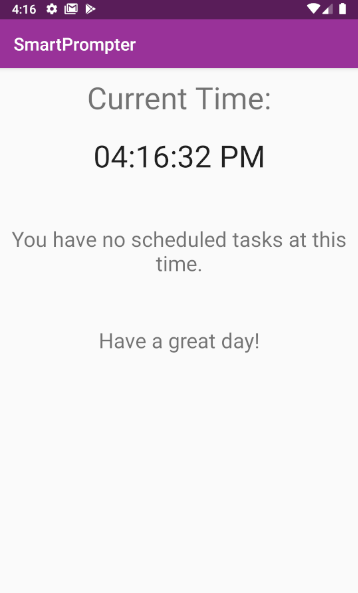 4:16
SmartPrompter
Current Time:
04:16:32 PM
You have no scheduled tasks at this
time.
Have a great day!